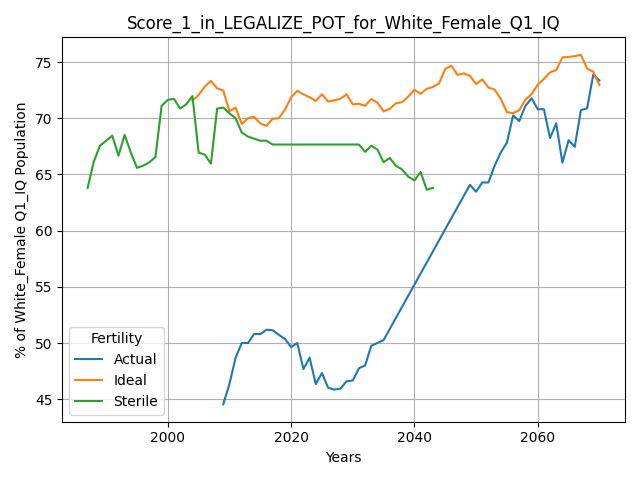 Score_1_in_LEGALIZE_POT_for_White_Female_Q1_IQ
% of White_Female Q1_IQ Population
75
70
65
60
55
50
45
Fertility
Actual
Ideal
Sterile
2000
2020
2040
2060
Years